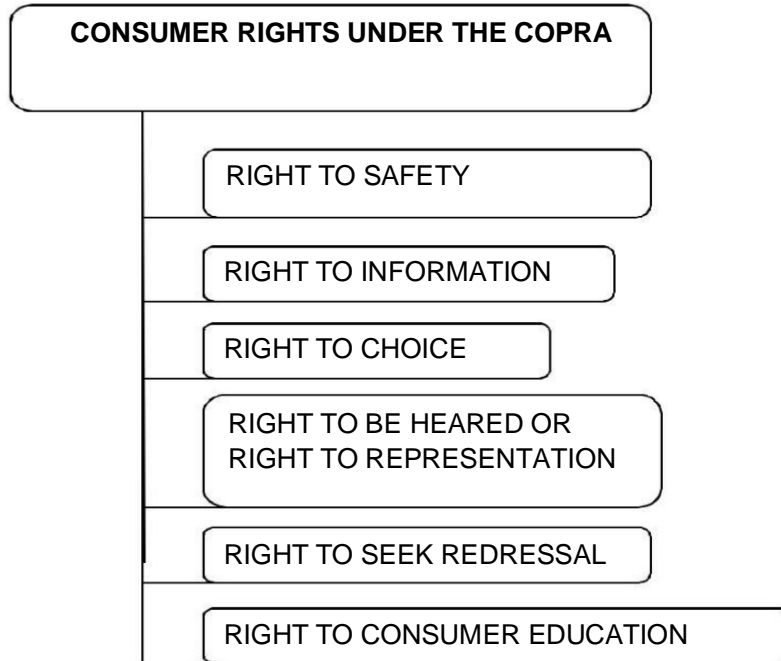 CONSUMER RIGHTS UNDER THE COPRA
RIGHT TO SAFETY
RIGHT TO INFORMATION
RIGHT TO CHOICE
RIGHT TO BE HEARED OR
RIGHT TO REPRESENTATION
RIGHT TO SEEK REDRESSAL
RIGHT TO CONSUMER EDUCATION